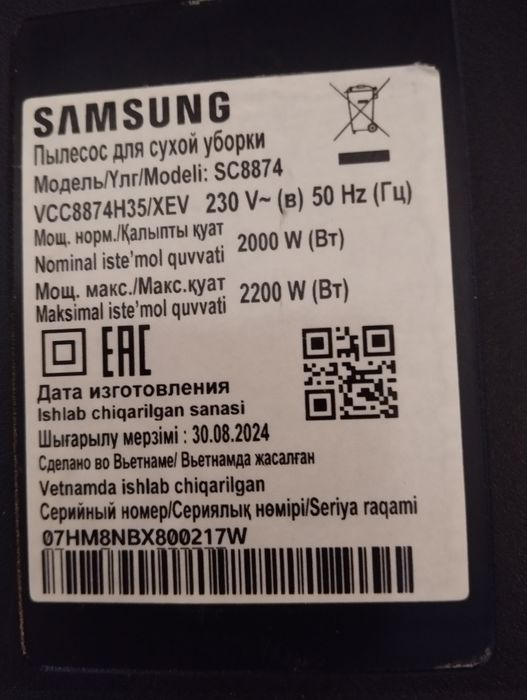 SAMSUNG
Пылесос для сухой уборки
Модель/Үлг/Modeli: SC8874
VCC8874H35/XEV 230 V~ (в) 50 Hz (Гц)
Мощ. норм./Қалыпты қуат
Nominal iste'mol quvvati 2000 W (Вт)
Мощ. макс./Макс.қуат
Maksimal iste'mol quvvati 2200 W (Вт)
EAC
Дата изготовления
Ishlab chiqarilgan sanasi
Шығарылу мерзімі : 30.08.2024
Сделано во Вьетнаме/ Вьетнамда жасалған
Vetnamda ishlab chiqarilgan
Серийный номер/Сериялық нөмірі/Seriya raqami
07HM8NBX800217W